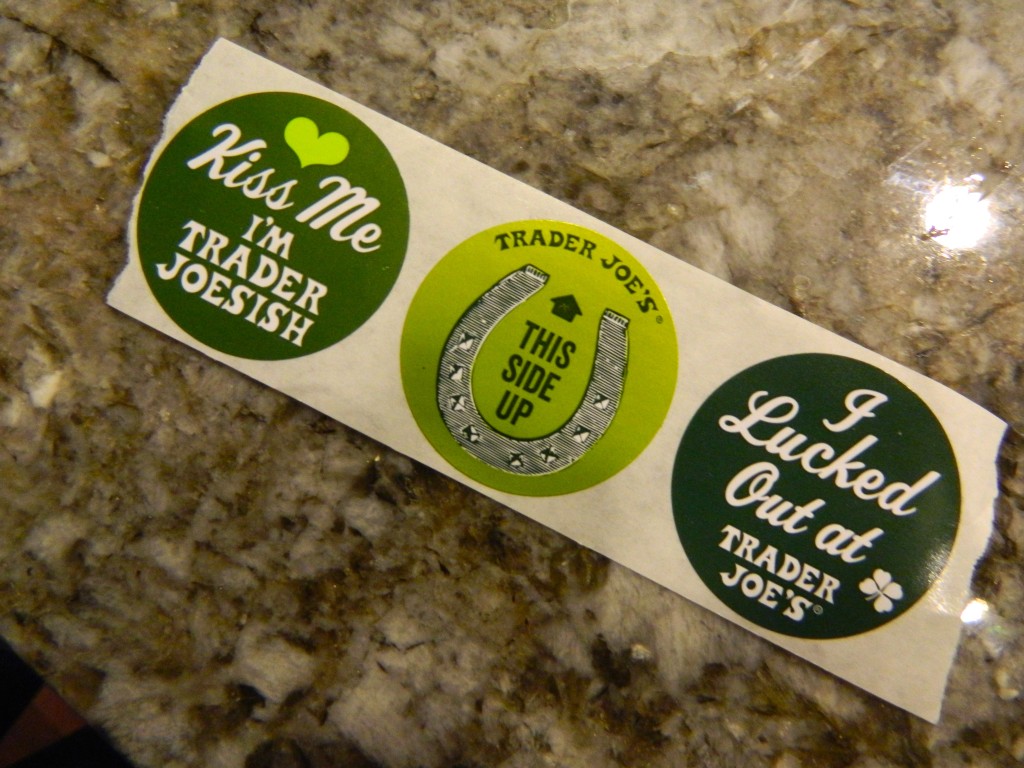 Kiss Me
I'M
TRADER
JOESISH
TRADER JOE'S®
THIS
SIDE
UP
I
Lucked
Out at
TRADER
JOE'S®